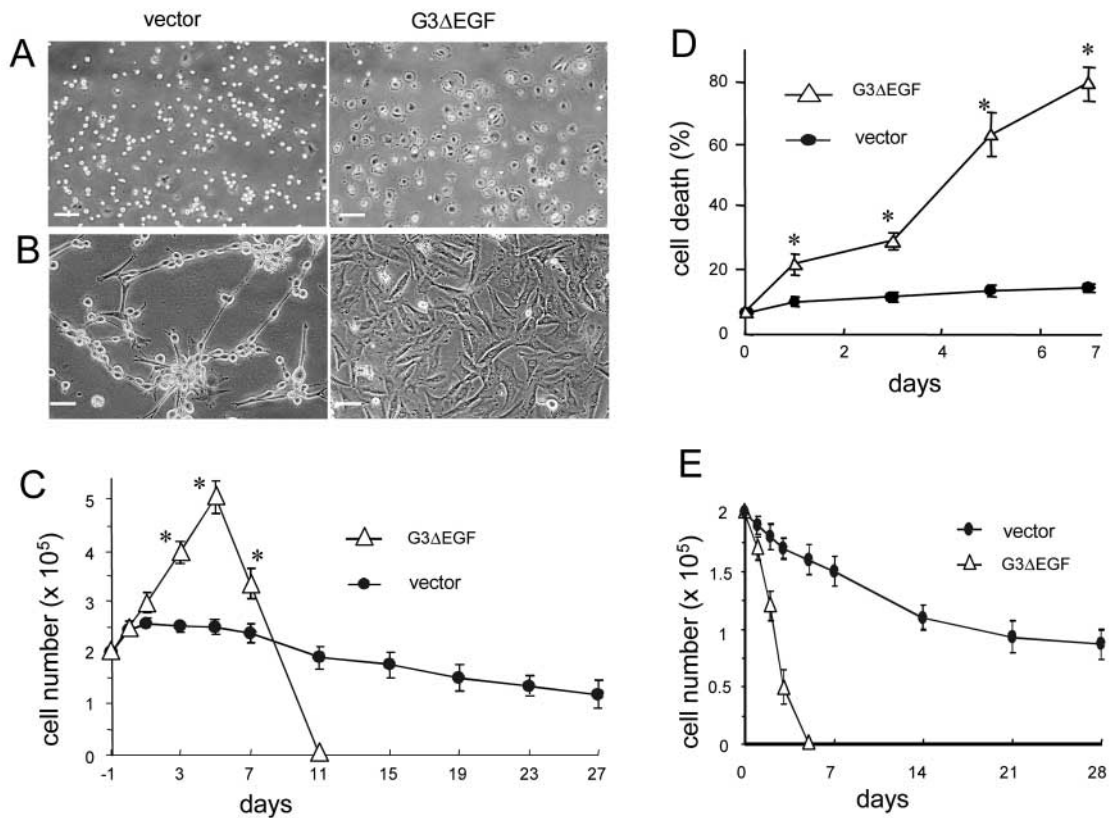 vector G3ΔEGF
A
B
C
cell number (x 10⁵)
5
4
3
2
1
0
* * *
G3ΔEGF
vector
-1 3 7 11 15 19 23 27
days
D
cell death (%)
80
60
40
20
0
* * * *
G3ΔEGF
vector
0 2 4 6 7
days
E
cell number (x 10⁵)
2
1.5
1
0.5
0
vector
G3ΔEGF
0 7 14 21 28
days